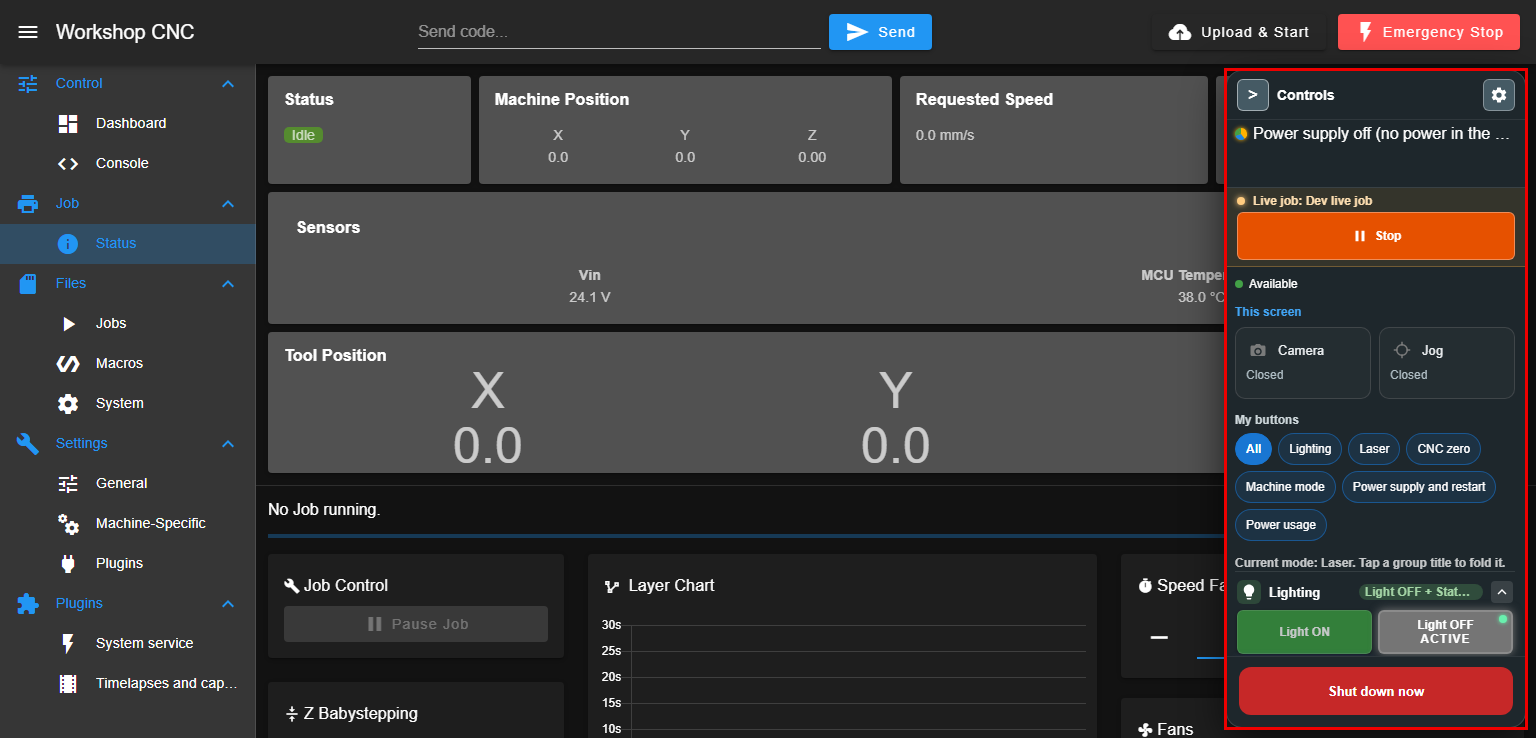 Workshop CNC
Send code...
Send
Upload & Start
Emergency Stop
Control
Dashboard
Console
Job
Status
Files
Jobs
Macros
System
Settings
General
Machine-Specific
Plugins
Plugins
System service
Timelapses and cap...
Status
Idle
Machine Position
X Y Z
0.0 0.0 0.00
Requested Speed
0.0 mm/s
Sensors
Vin
24.1 V
MCU
38.0 °C
Tool Position
X Y
0.0 0.0
No Job running.
Job Control
Pause Job
Z Babystepping
Layer Chart
30s
25s
20s
15s
10s
Speed
Fans
> Controls
Power supply off (no power in the ...
Live job: Dev live job
Stop
Available
This screen
Camera
Closed
Jog
Closed
My buttons
All Lighting Laser CNC zero
Machine mode Power supply and restart
Power usage
Current mode: Laser. Tap a group title to fold it.
Lighting Light OFF + Stat...
Light ON
Light OFF
ACTIVE
Shut down now